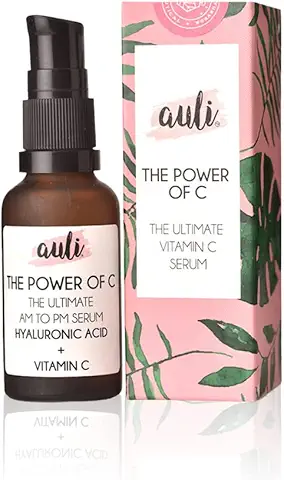 auli
THE POWER OF C
THE ULTIMATE
AM TO PM SERUM
HYALURONIC ACID
+
VITAMIN C
auli
THE POWER
OF C
THE ULTIMATE
VITAMIN C
SERUM